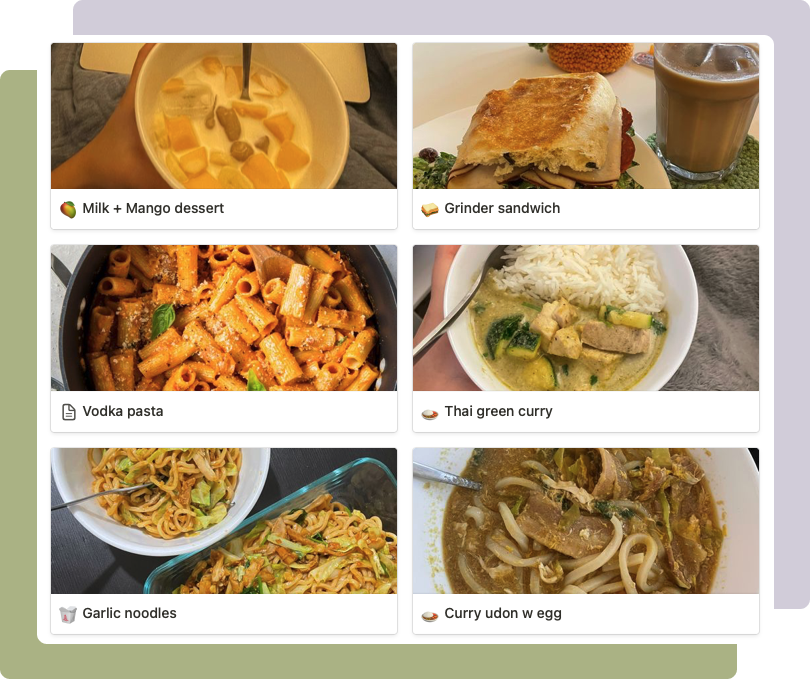 Milk + Mango dessert
Grinder sandwich
Vodka pasta
Thai green curry
Garlic noodles
Curry udon w egg